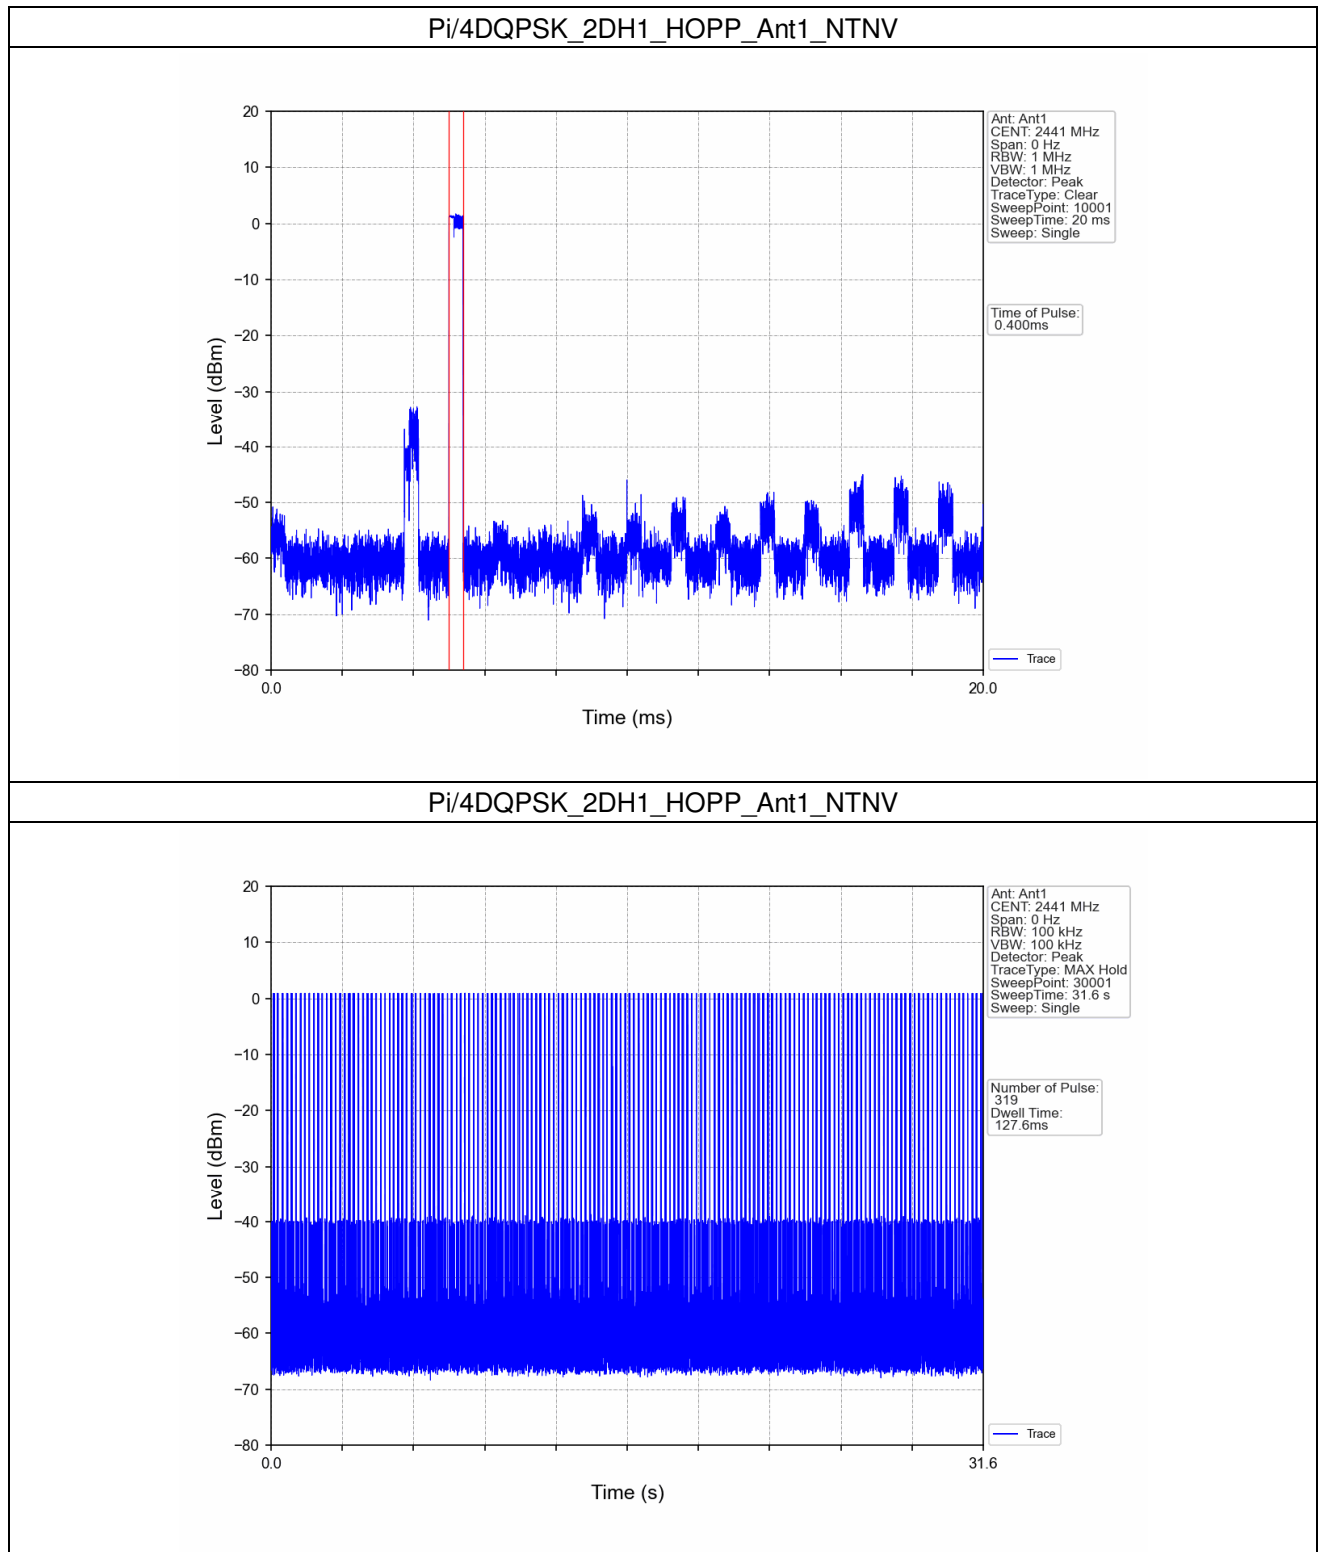 Pi/4DQPSK_2DH1_HOPP_Ant1_NTNV
20
10
0
−10
−20
−30
−40
−50
−60
−70
−80
Level (dBm)
0.0
20.0
Time (ms)
Ant: Ant1
CENT: 2441 MHz
Span: 0 Hz
RBW: 1 MHz
VBW: 1 MHz
Detector: Peak
TraceType: Clear
SweepPoint: 10001
SweepTime: 20 ms
Sweep: Single
Time of Pulse:
0.400ms
Trace
Pi/4DQPSK_2DH1_HOPP_Ant1_NTNV
20
10
0
−10
−20
−30
−40
−50
−60
−70
−80
Level (dBm)
0.0
31.6
Time (s)
Ant: Ant1
CENT: 2441 MHz
Span: 0 Hz
RBW: 100 kHz
VBW: 100 kHz
Detector: Peak
TraceType: MAX Hold
SweepPoint: 30001
SweepTime: 31.6 s
Sweep: Single
Number of Pulse:
319
Dwell Time:
127.6ms
Trace